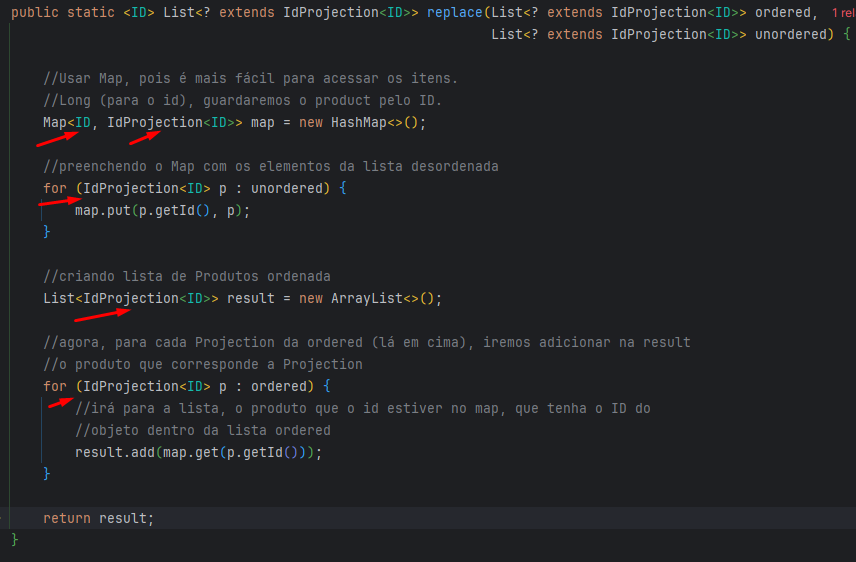 public static <ID> List<? extends IdProjection<ID>> replace(List<? extends IdProjection<ID>> ordered, 1 rel
List<? extends IdProjection<ID>> unordered) {
//Usar Map, pois é mais fácil para acessar os itens.
//Long (para o id), guardaremos o product pelo ID.
Map<ID, IdProjection<ID>> map = new HashMap<>();
//preenchendo o Map com os elementos da lista desordenada
for (IdProjection<ID> p : unordered) {
map.put(p.getId(), p);
}
//criando lista de Produtos ordenada
List<IdProjection<ID>> result = new ArrayList<>();
//agora, para cada Projection da ordered (lá em cima), iremos adicionar na result
//o produto que corresponde a Projection
for (IdProjection<ID> p : ordered) {
//irá para a lista, o produto que o id estiver no map, que tenha o ID do
//objeto dentro da lista ordered
result.add(map.get(p.getId()));
}
return result;
}